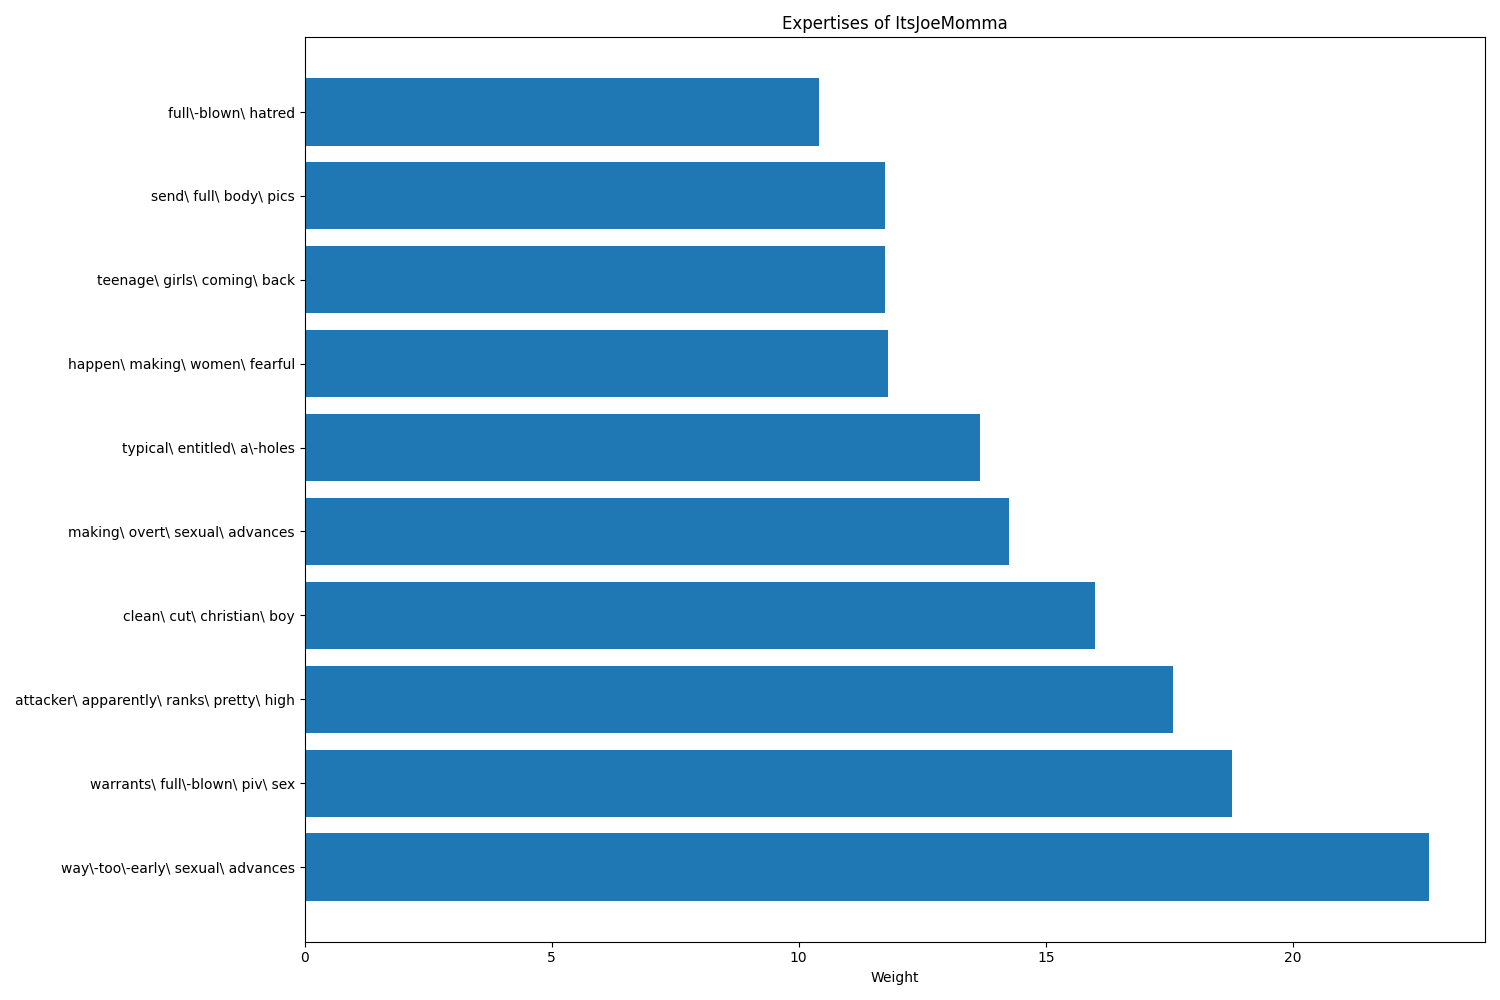 Expertises of ItsJoeMomma
full\-blown\ hatred
send\ full\ body\ pics
teenage\ girls\ coming\ back
happen\ making\ women\ fearful
typical\ entitled\ a\-holes
making\ overt\ sexual\ advances
clean\ cut\ christian\ boy
attacker\ apparently\ ranks\ pretty\ high
warrants\ full\-blown\ piv\ sex
way\-too\-early\ sexual\ advances
0 5 10 15 20
Weight